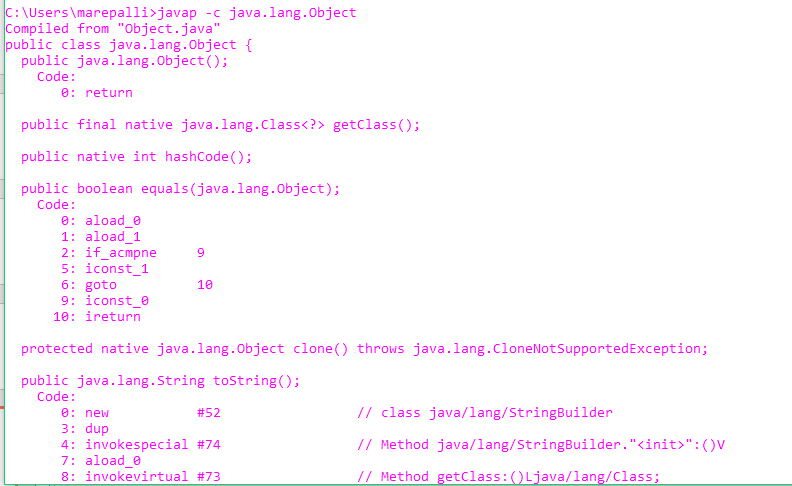 C:\Users\marepalli>javap -c java.lang.Object
Compiled from "Object.java"
public class java.lang.Object {
  public java.lang.Object();
    Code:
       0: return

  public final native java.lang.Class<?> getClass();

  public native int hashCode();

  public boolean equals(java.lang.Object);
    Code:
       0: aload_0
       1: aload_1
       2: if_acmpne     9
       5: iconst_1
       6: goto          10
       9: iconst_0
      10: ireturn

  protected native java.lang.Object clone() throws java.lang.CloneNotSupportedException;

  public java.lang.String toString();
    Code:
       0: new           #52                 // class java/lang/StringBuilder
       3: dup
       4: invokespecial #74                 // Method java/lang/StringBuilder."<init>":()V
       7: aload_0
       8: invokevirtual #73                 // Method getClass:()Ljava/lang/Class;